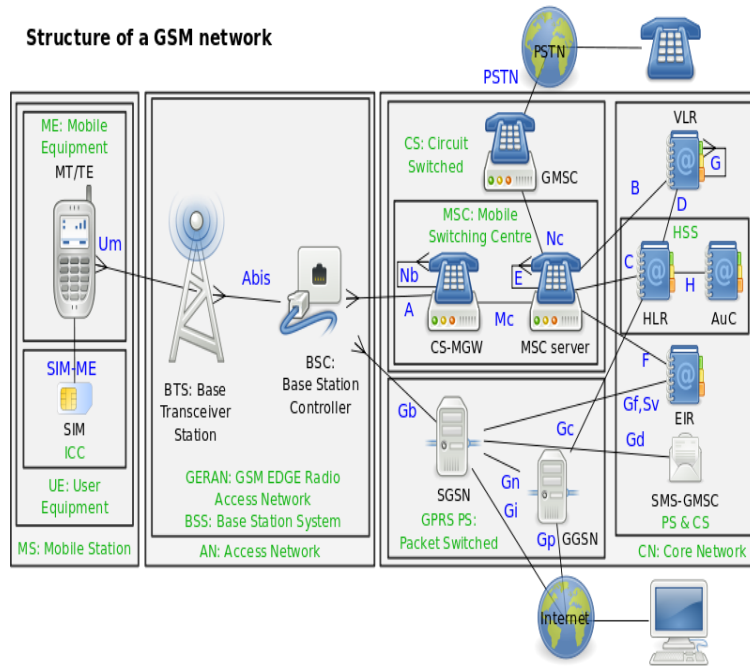 Structure of a GSM network
PSTN
PSTN
ME: Mobile
Equipment
MT/TE
Um
SIM-ME
SIM
ICC
UE: User
Equipment
MS: Mobile Station
Abis
BTS: Base
Transceiver
Station
BSC:
Base Station
Controller
GERAN: GSM EDGE Radio
Access Network
BSS: Base Station System
AN: Access Network
CS: Circuit
Switched
GMSC
MSC: Mobile
Switching Centre
Nc
Nb
E
A
Mc
CS-MGW
MSC server
VLR
G
B
D
HSS
C
H
HLR
AuC
F
Gf,Sv
EIR
Gc
Gd
Gb
SGSN
Gn
Gi
GPRS PS:
Packet Switched
Gp
GGSN
SMS-GMSC
PS & CS
CN: Core Network
Internet